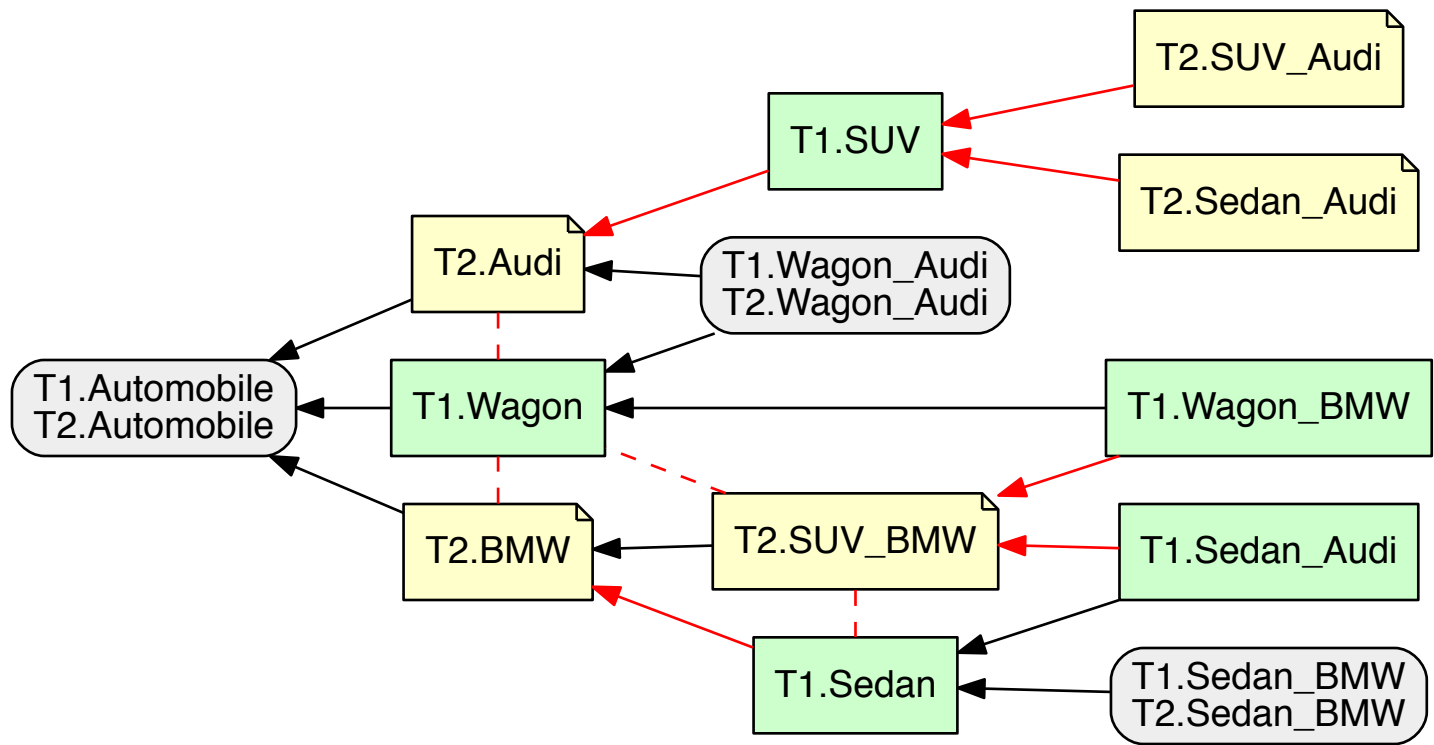 T2.SUV_Audi
T1.SUV
T2.Sedan_Audi
T2.Audi
T1.Wagon_Audi
T2.Wagon_Audi
T1.Automobile
T2.Automobile
T1.Wagon
T1.Wagon_BMW
T2.BMW
T2.SUV_BMW
T1.Sedan_Audi
T1.Sedan
T1.Sedan_BMW
T2.Sedan_BMW